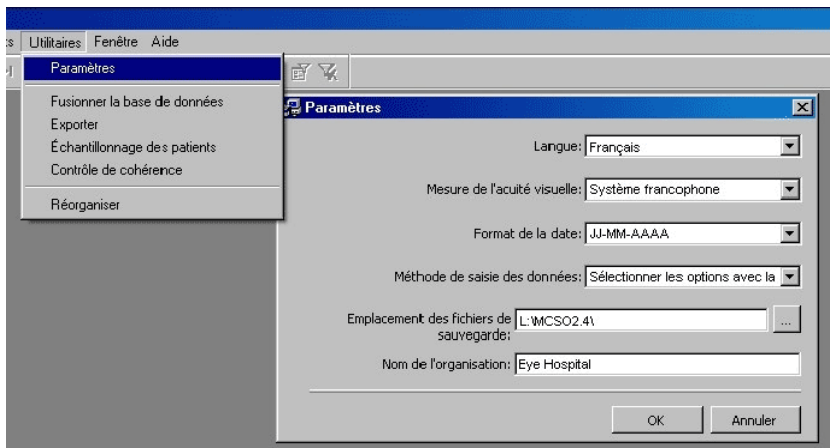 Utilitaires Fenêtre Aide
Paramètres
Fusionner la base de données
Exporter
Échantillonnage des patients
Contrôle de cohérence
Réorganiser
Paramètres
Langue: Français
Mesure de l'acuité visuelle: Système francophone
Format de la date: JJ-MM-AAAA
Méthode de saisie des données: Sélectionner les options avec la
Emplacement des fichiers de sauvegarde: L:\MCSO2.4\ ...
Nom de l'organisation: Eye Hospital
OK Annuler